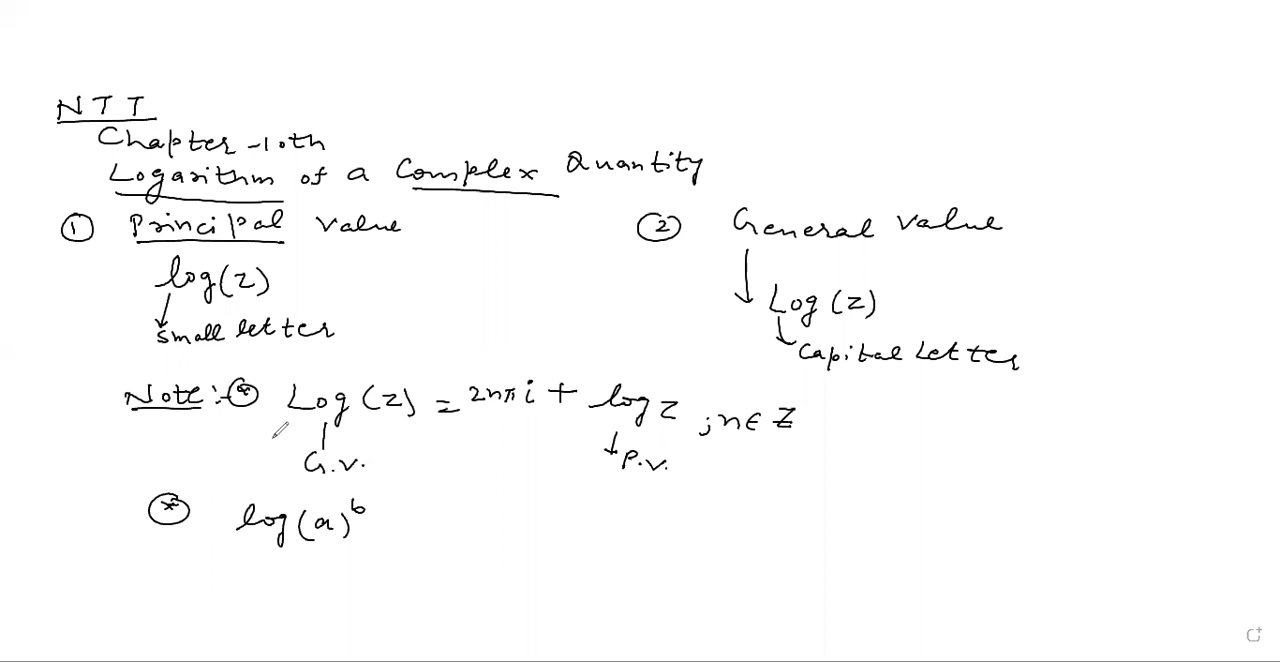 NTT
Chapter-10th
Logarithm of a Complex Quantity
① Principal value
log(z)
small letter
② General value
Log(z)
Capital Letter
Note:- * Log(z) = 2nπi + log z ; n ∈ Z
G.V.
P.V.
* log(a)^b